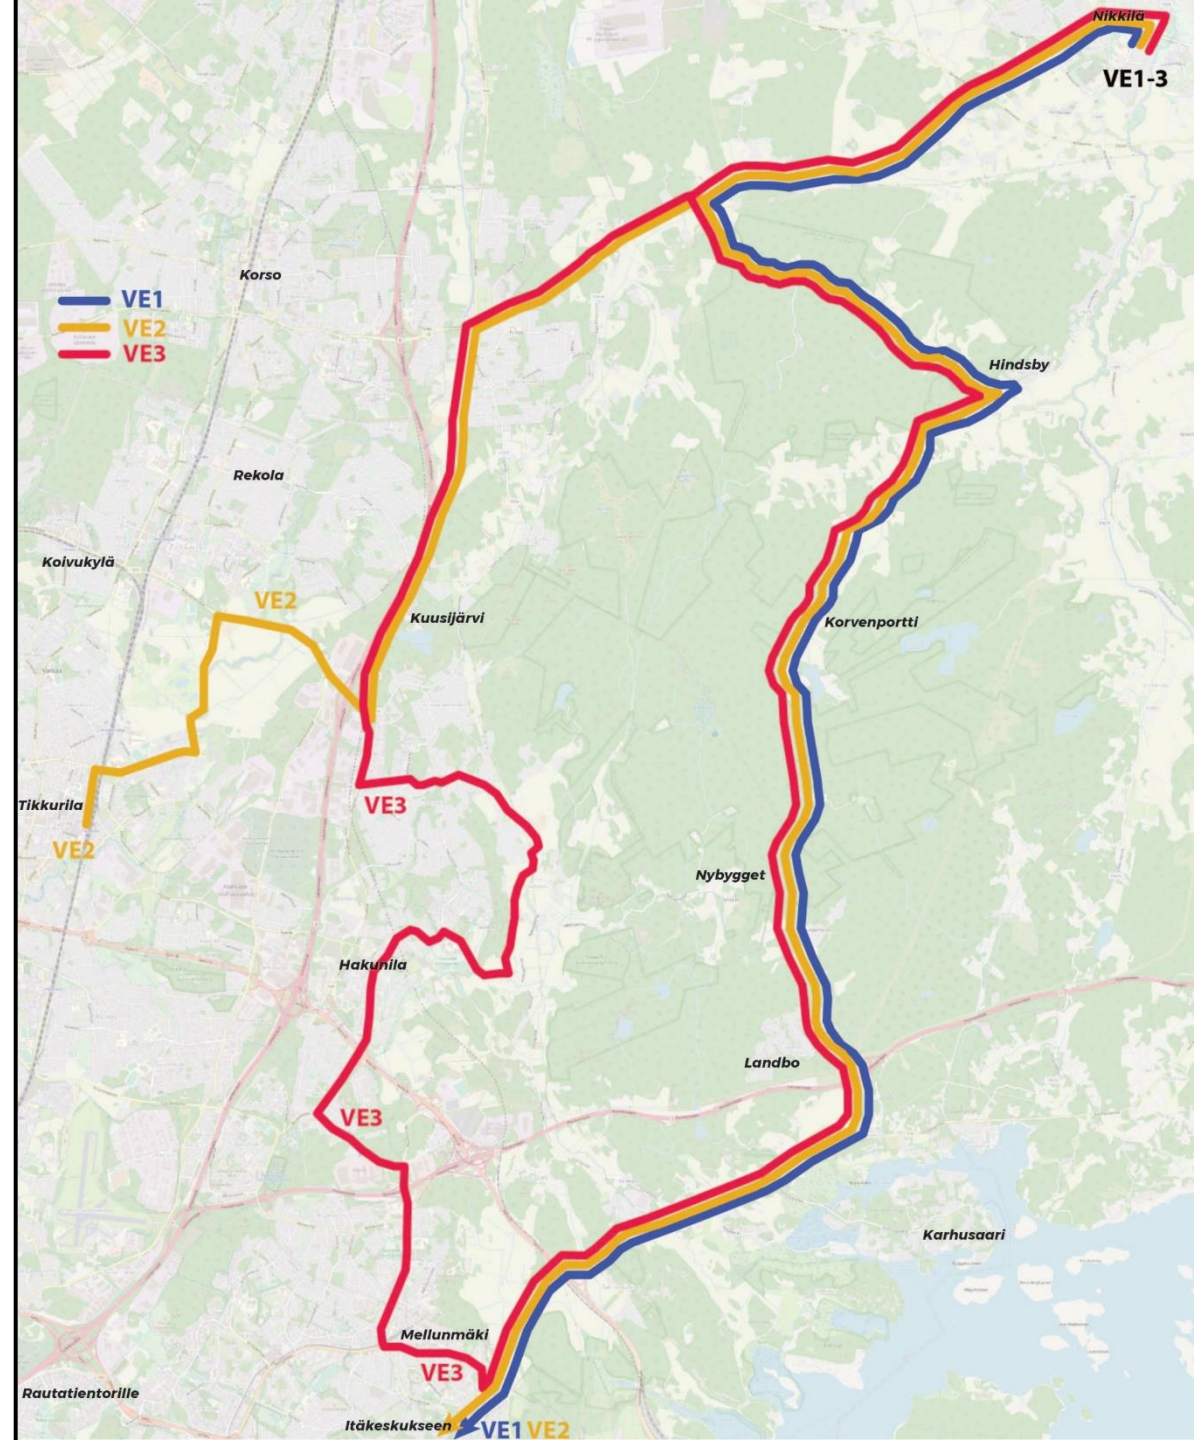 Nikkilä
VE1-3
Korso
VE1
VE2
VE3
Hindsby
Rekola
Koivukylä
VE2
Kuusijärvi
Korvenportti
Tikkurila
VE3
VE2
Nybygget
Hakunila
Landbo
VE3
Karhusaari
Mellunmäki
VE3
Rautatientorille
Itäkeskukseen
VE1 VE2